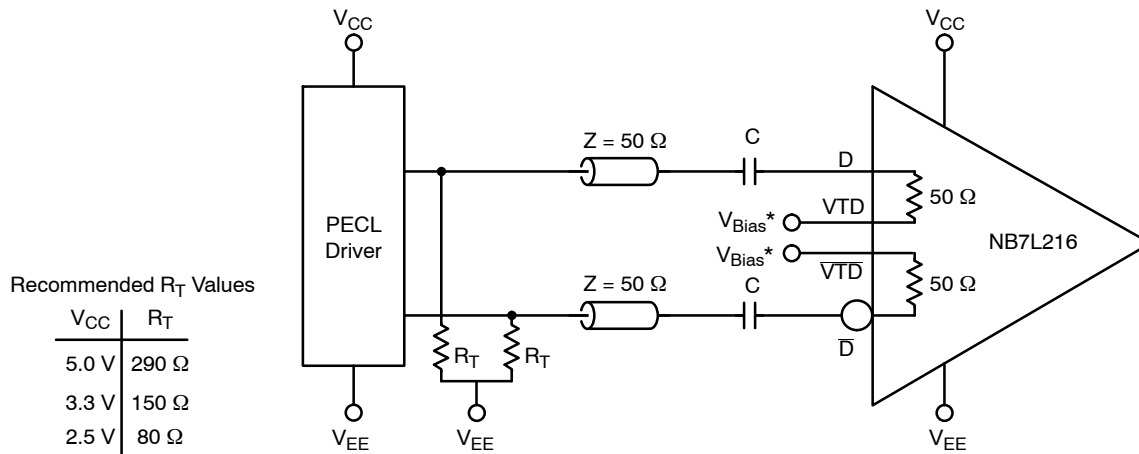 V_CC
V_CC
Z = 50 Ω
C
D
50 Ω
VTD
V_Bias*
PECL
Driver
NB7L216
V_Bias*
V̅T̅D̅
Recommended R_T Values
Z = 50 Ω
C
50 Ω
V_CC R_T
D̅
R_T
R_T
5.0 V 290 Ω
3.3 V 150 Ω
2.5 V 80 Ω
V_EE
V_EE
V_EE